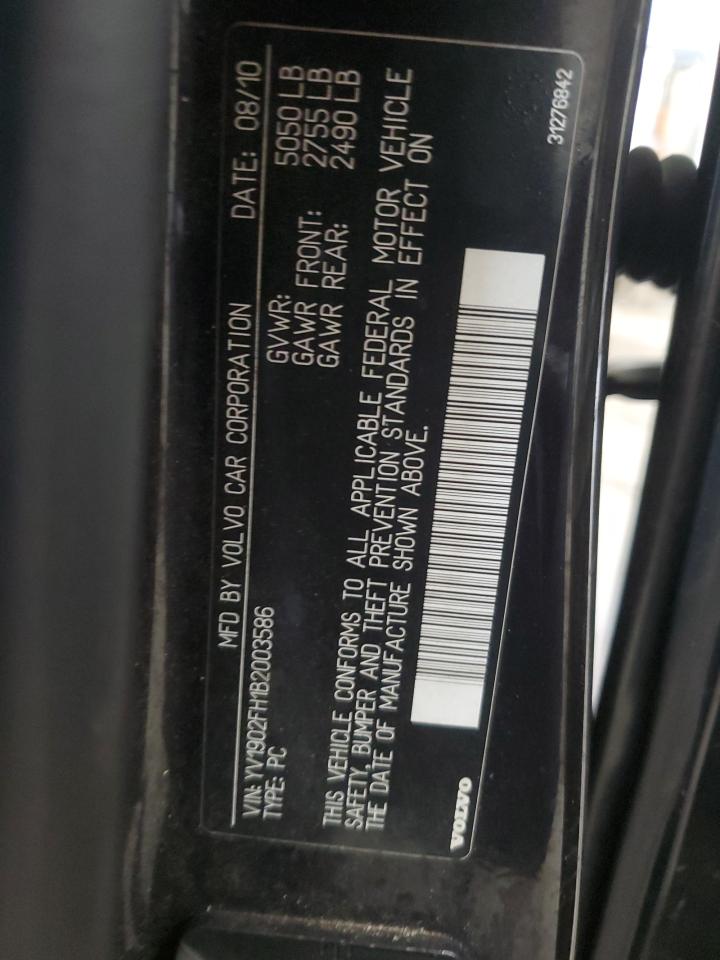 MFD BY VOLVO CAR CORPORATION DATE: 08/10
VIN: YV1902FH1B2003586
TYPE: PC
GVWR: 5050 LB
GAWR FRONT: 2755 LB
GAWR REAR: 2490 LB
THIS VEHICLE CONFORMS TO ALL APPLICABLE FEDERAL MOTOR VEHICLE
SAFETY, BUMPER AND THEFT PREVENTION STANDARDS IN EFFECT ON
THE DATE OF MANUFACTURE SHOWN ABOVE.
VOLVO
31276842